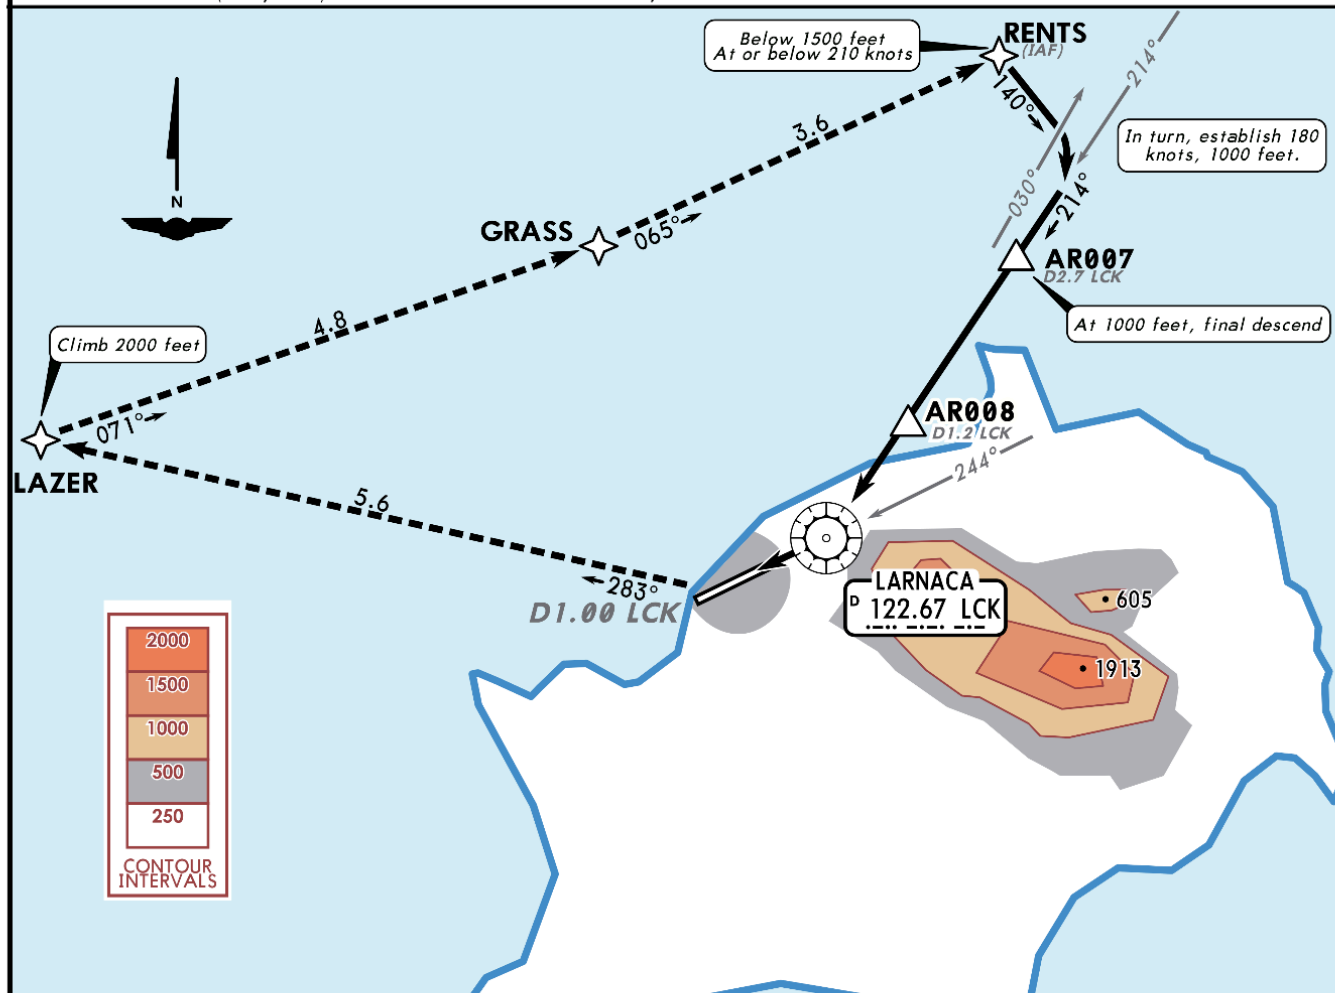 Below 1500 feet
At or below 210 knots
RENTS
(IAF)
140°
214°
In turn, establish 180
knots, 1000 feet.
3.6
030°
214°
N
GRASS
065°
AR007
D2.7 LCK
At 1000 feet, final descend
4.8
Climb 2000 feet
071°
LAZER
AR008
D1.2 LCK
244°
5.6
283°
D1.00 LCK
LARNACA
D 122.67 LCK
605
1913
2000
1500
1000
500
250
CONTOUR
INTERVALS